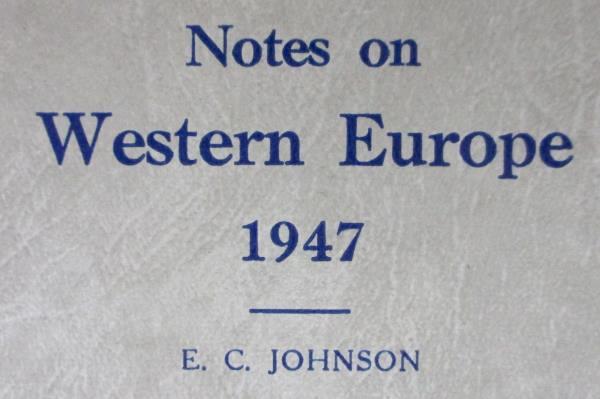 Notes on
Western Europe
1947
E. C. JOHNSON